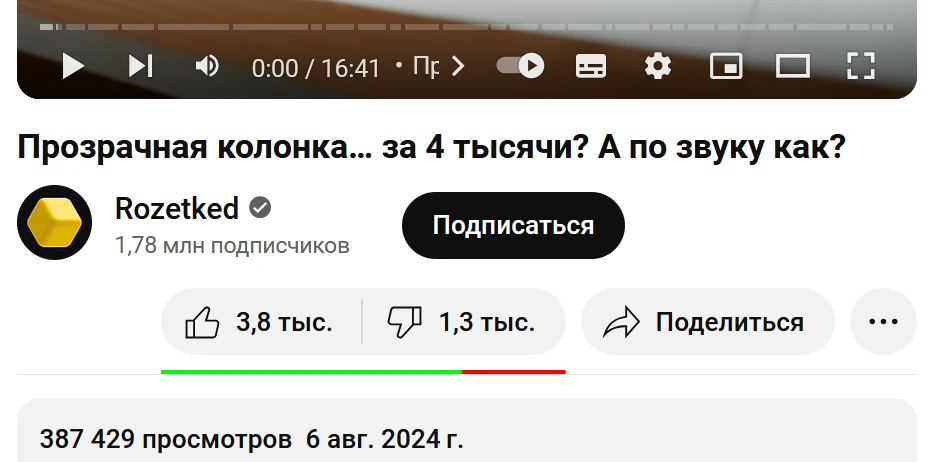 0:00 / 16:41 • Пр
Прозрачная колонка... за 4 тысячи? А по звуку как?
Rozetked
1,78 млн подписчиков
Подписаться
3,8 тыс.
1,3 тыс.
Поделиться
387 429 просмотров 6 авг. 2024 г.